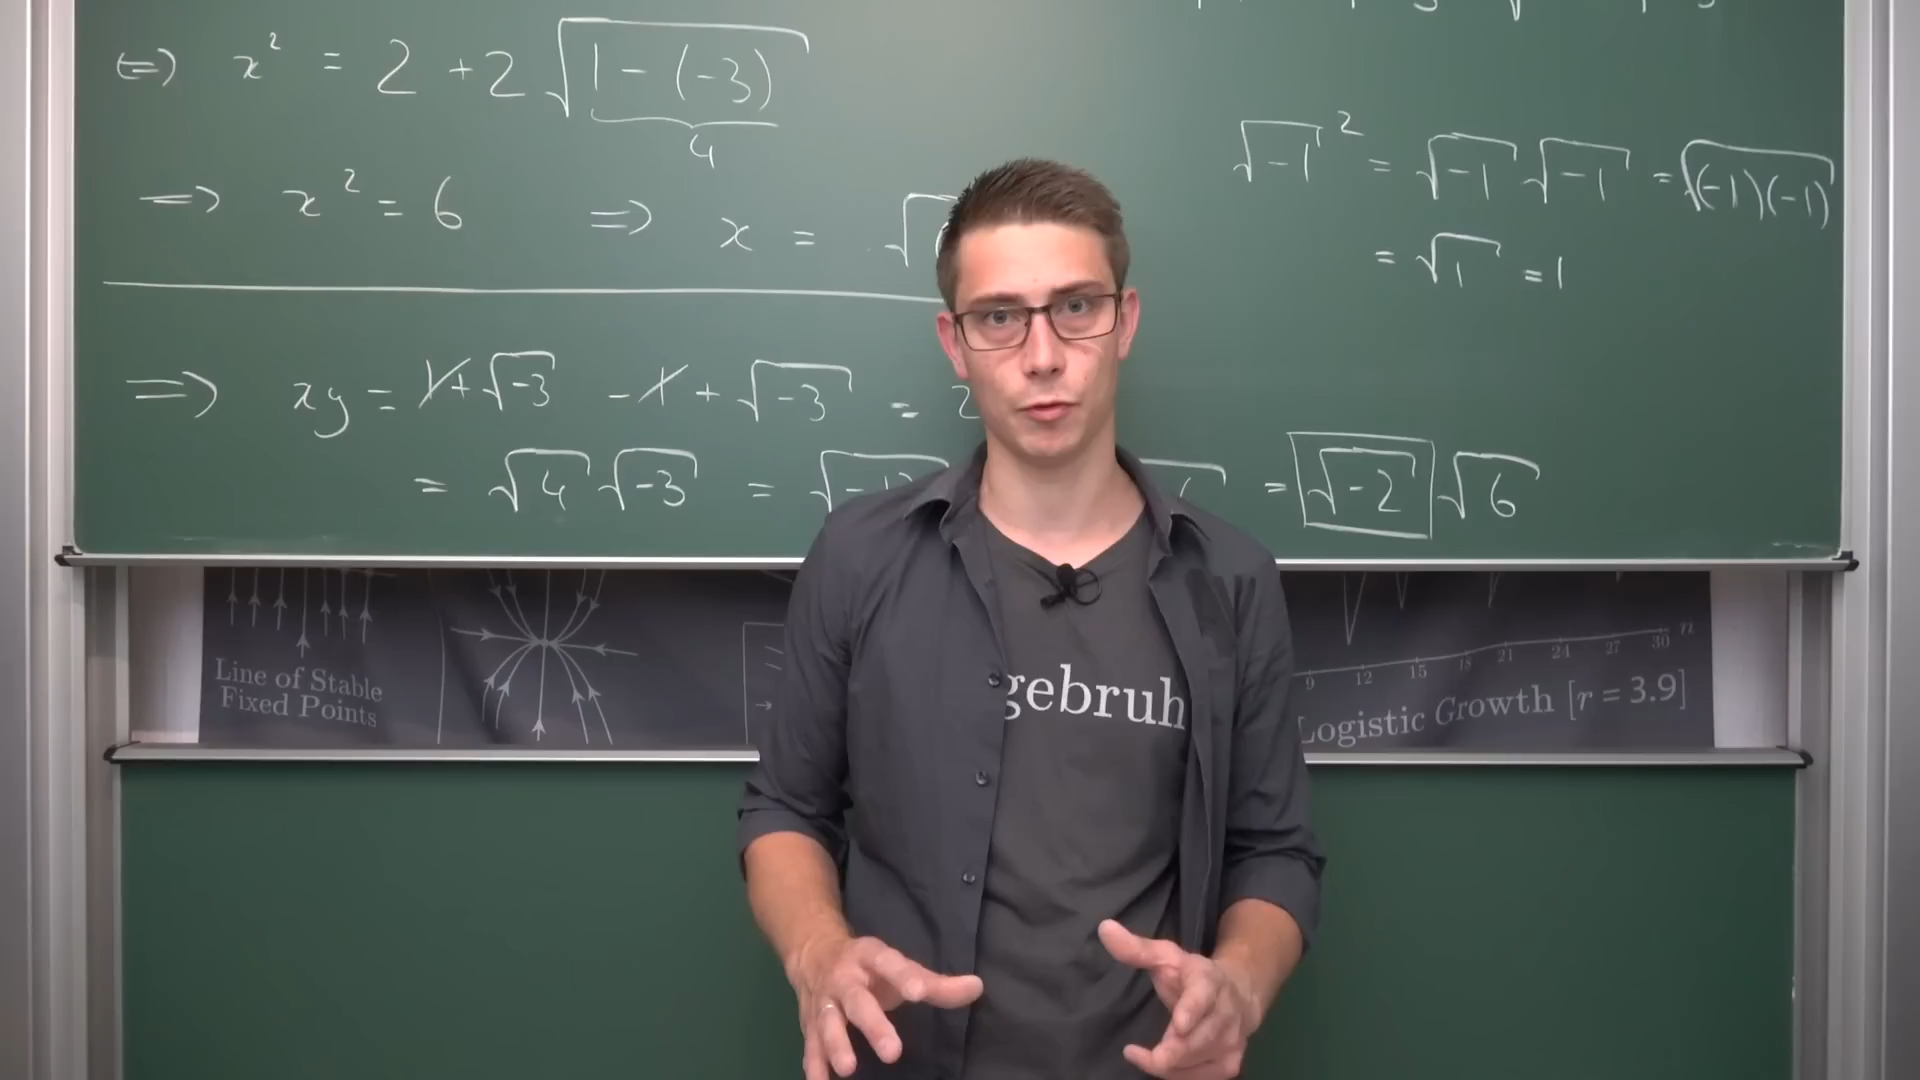 ⇔ x² = 2 + 2√(1 - (-3))
4
⇒ x² = 6 ⇒ x = √
√-1² = √-1 √-1 = √(-1)(-1)
= √1 = 1
⇒ xy = 1 + √-3 - 1 + √-3 = 2
= √4 √-3 = √-12 = √-2 √6
Line of Stable
Fixed Points
9 12 15 18 21 24 27 30 n
Logistic Growth [r = 3.9]
gebruh